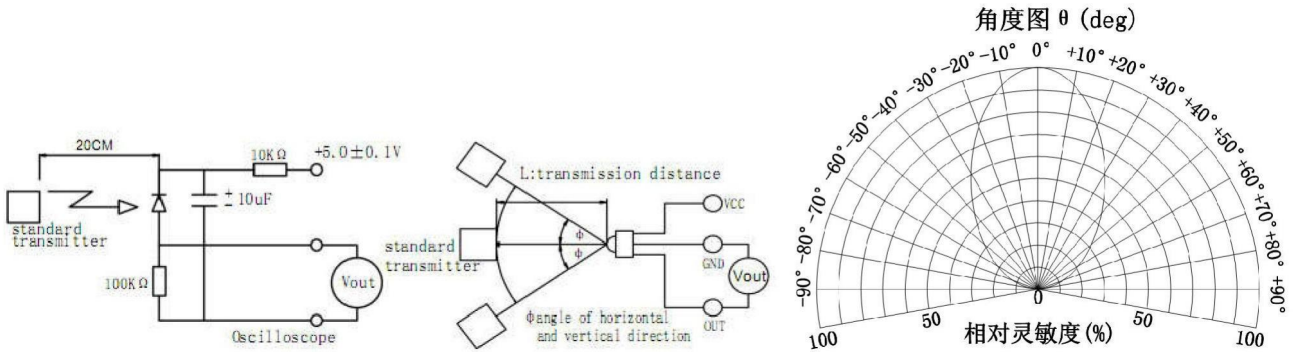 20CM
10KΩ
+5.0±0.1V
± 10uF
standard
transmitter
100KΩ
Vout
Oscilloscope
L:transmission distance
VCC
ϕ
standard
transmitter
ϕ
GND
Vout
OUT
ϕangle of horizontal
and vertical direction
角度图 θ (deg)
-90° -80° -70° -60° -50° -40° -30° -20° -10° 0° +10° +20° +30° +40° +50° +60° +70° +80° +90°
0
100 50 相对灵敏度(%) 50 100